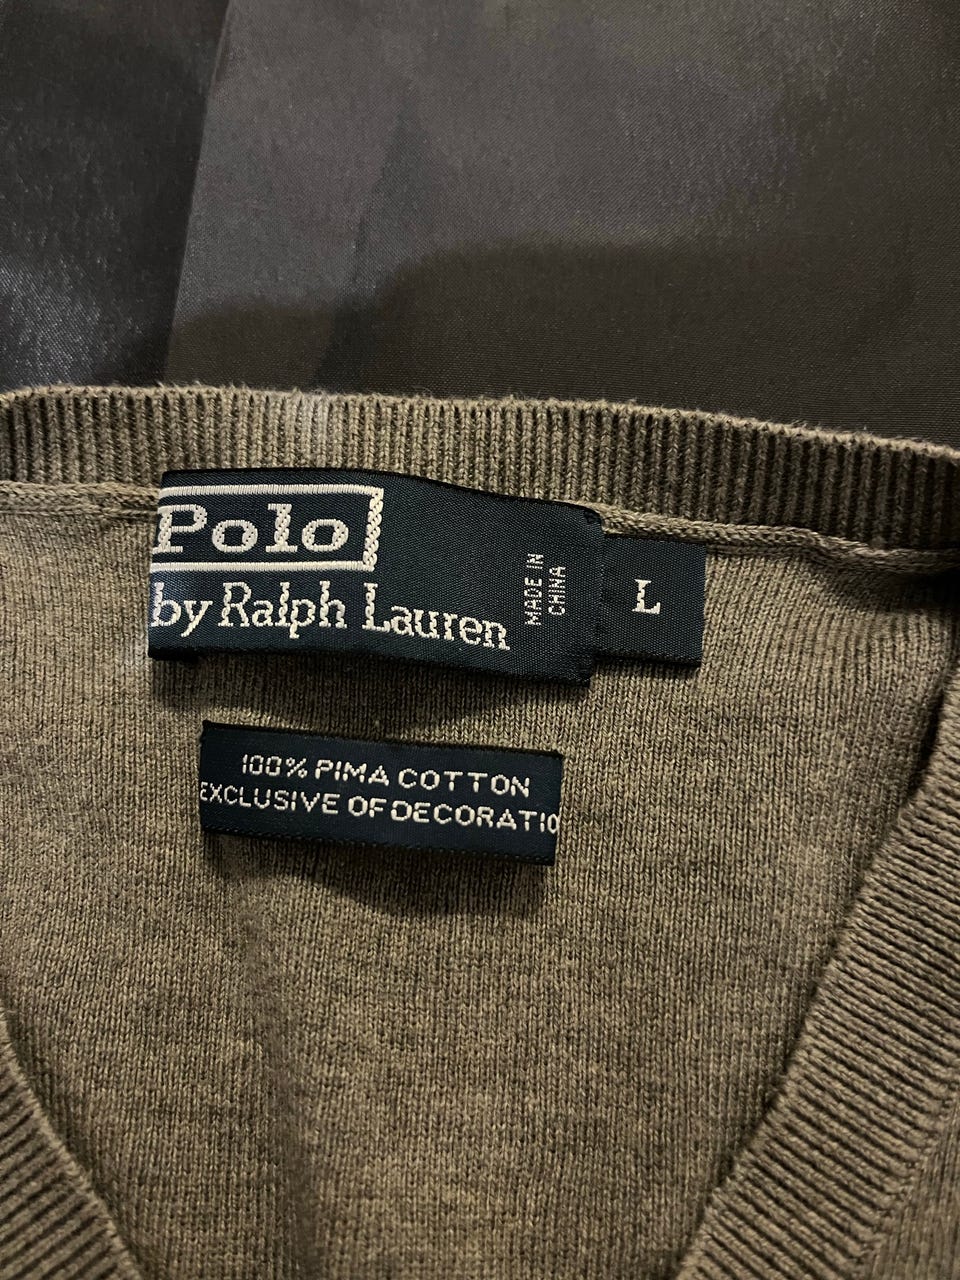 Polo
by Ralph Lauren
MADE IN
CHINA
L
100% PIMA COTTON
EXCLUSIVE OF DECORATIO